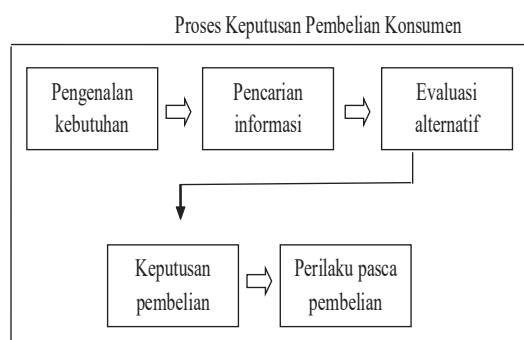 Proses Keputusan Pembelian Konsumen
Pengenalan
kebutuhan
Pencarian
informasi
Evaluasi
alternatif
Keputusan
pembelian
Perilaku pasca
pembelian